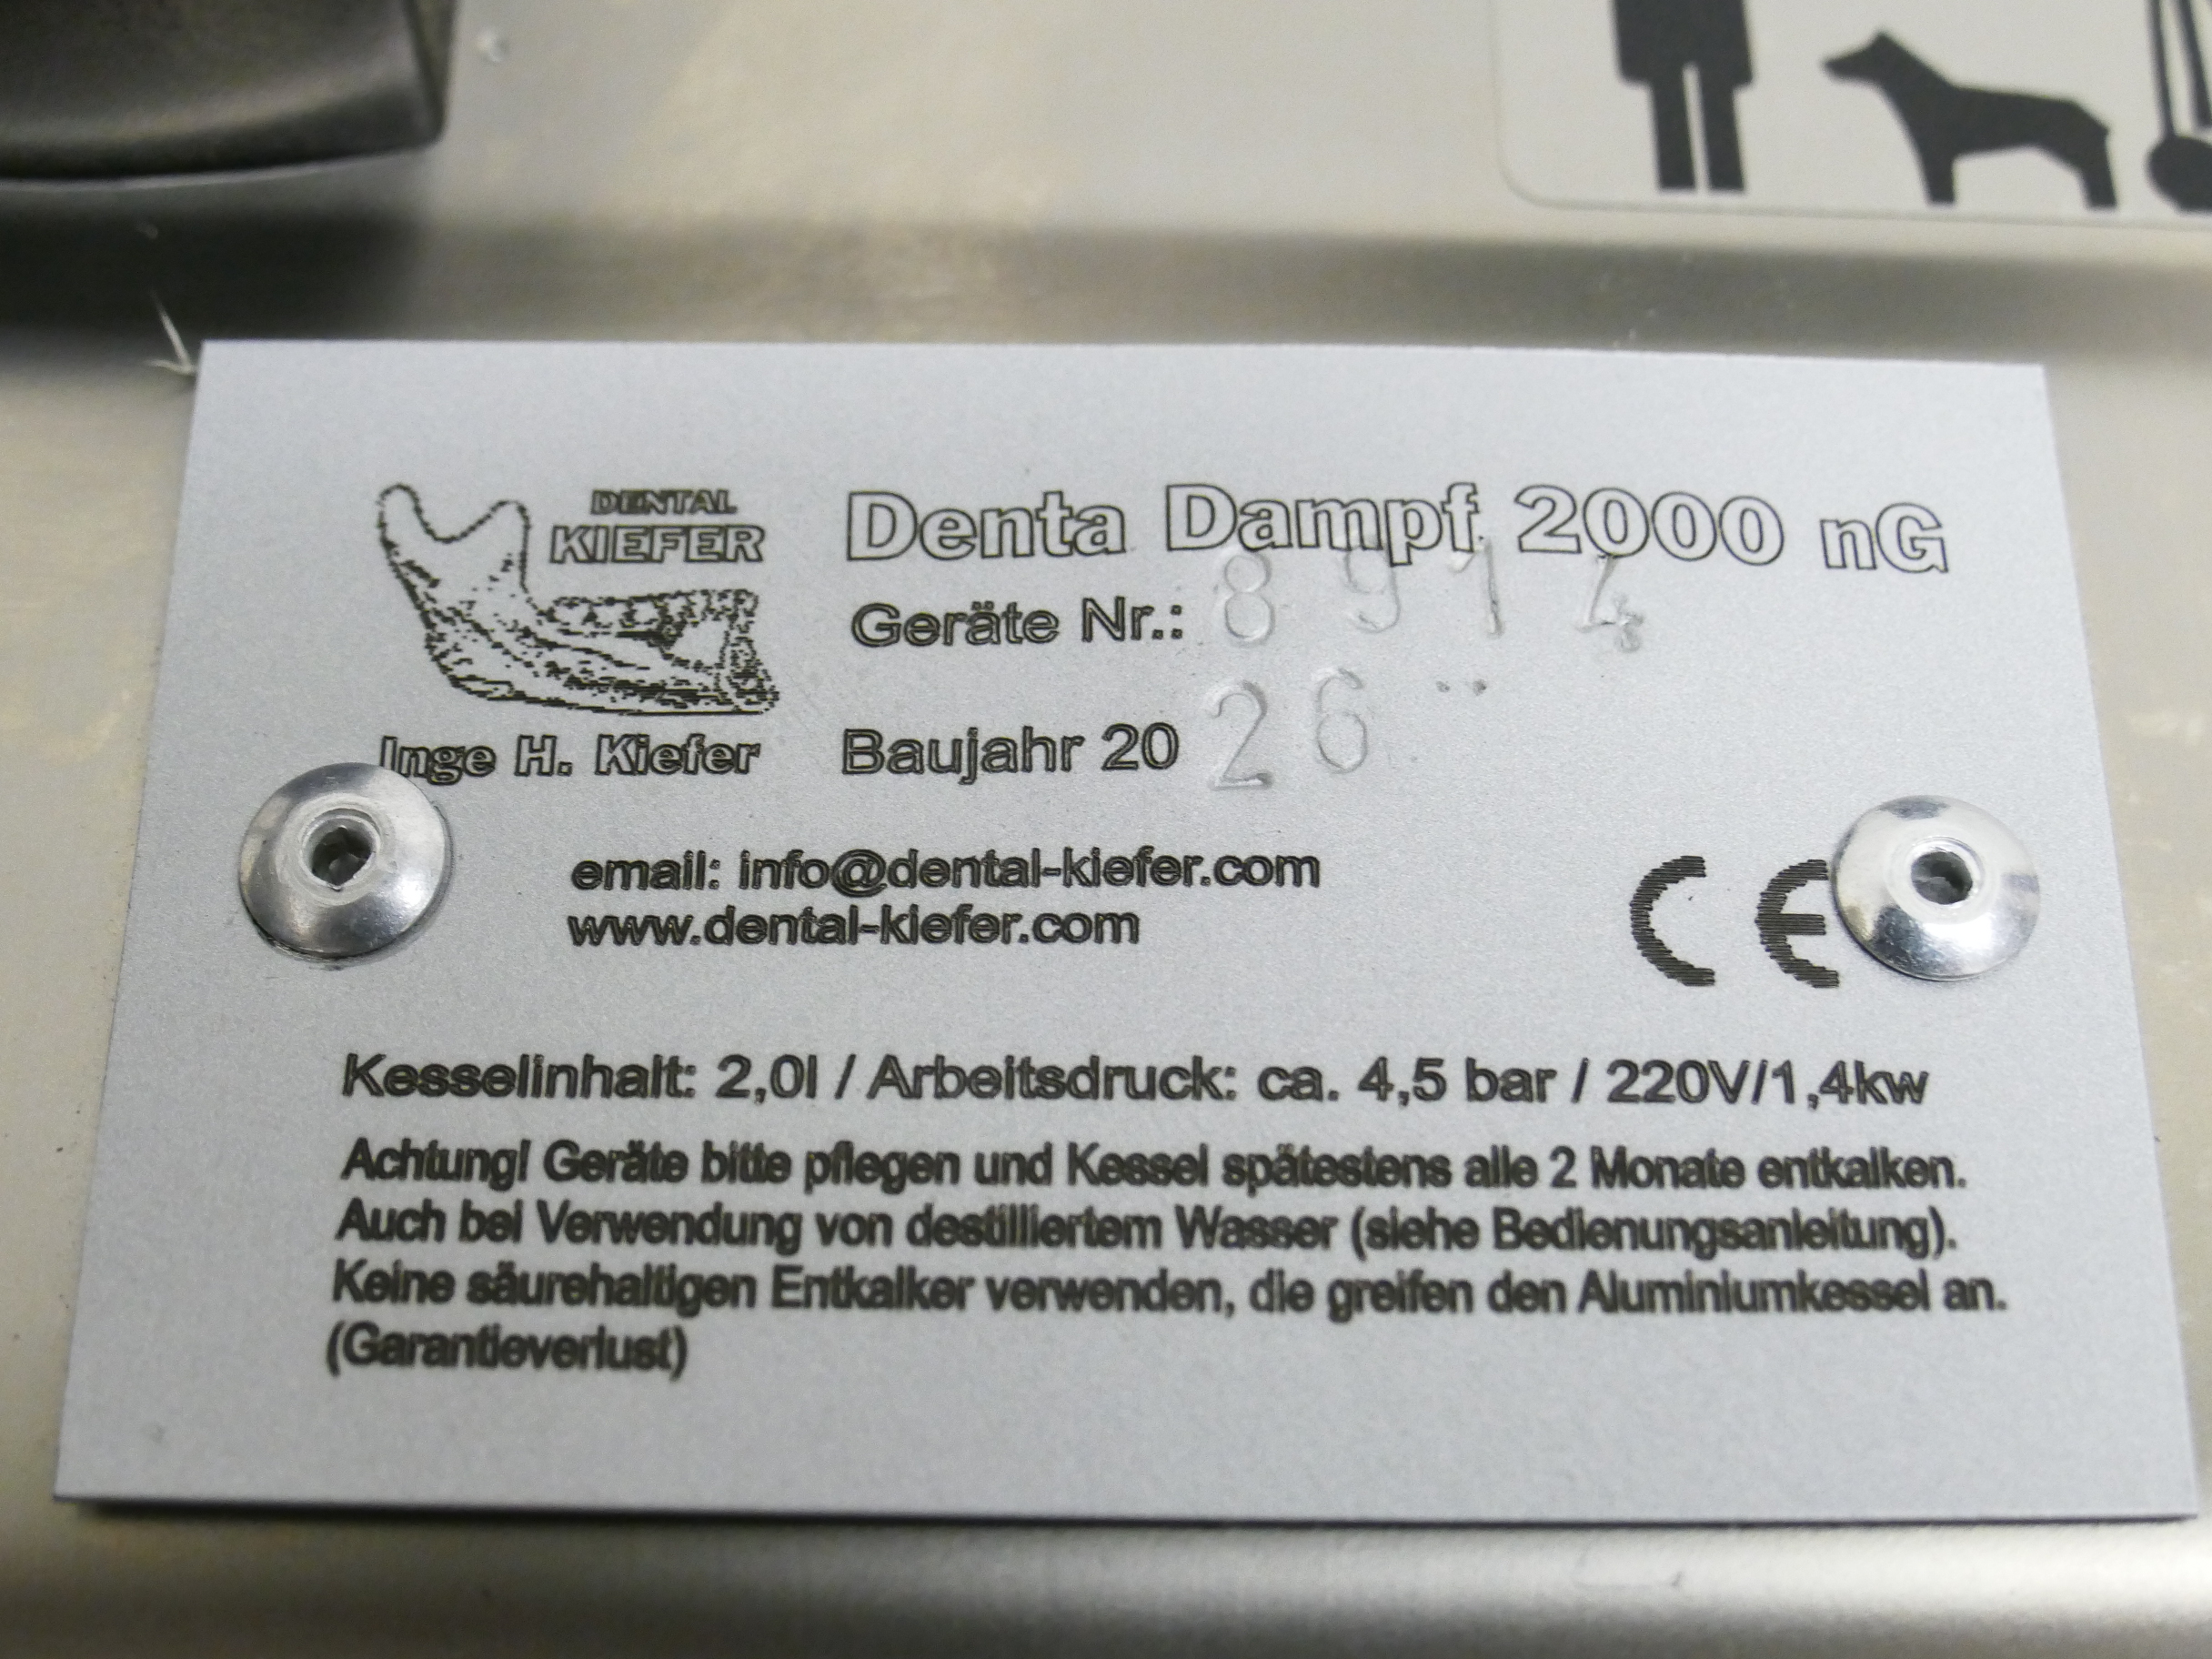 DENTAL
KIEFER
Inge H. Kiefer
Denta Dampf 2000 nG
Geräte Nr.: 8914
Baujahr 20 26
email: info@dental-kiefer.com
www.dental-kiefer.com
CE
Kesselinhalt: 2,0l / Arbeitsdruck: ca. 4,5 bar / 220V/1,4kw
Achtung! Geräte bitte pflegen und Kessel spätestens alle 2 Monate entkalken.
Auch bei Verwendung von destilliertem Wasser (siehe Bedienungsanleitung).
Keine säurehaltigen Entkalker verwenden, die greifen den Aluminiumkessel an.
(Garantieverlust)